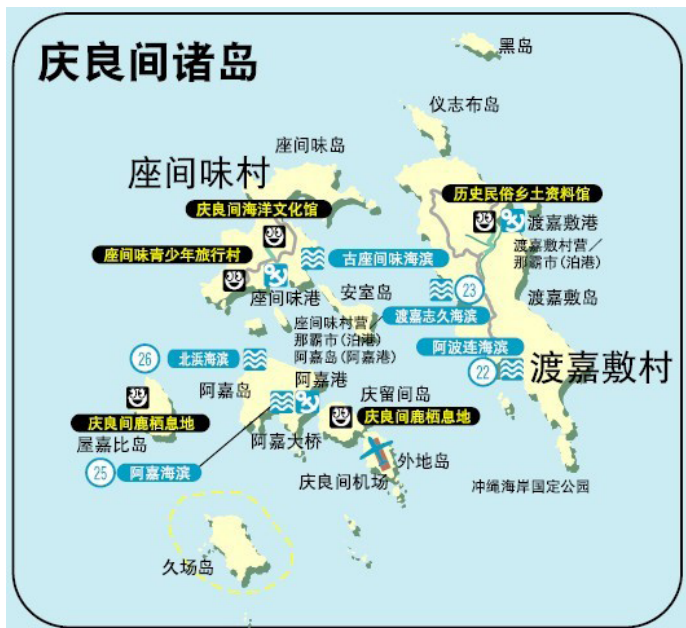 庆良间诸岛
黑岛
仪志布岛
座间味岛
座间味村
历史民俗乡土资料馆
庆良间海洋文化馆
渡嘉敷港
渡嘉敷村营/
那霸市(泊港)
座间味青少年旅行村
古座间味海滨
座间味港
安室岛
23
渡嘉敷岛
座间味村营/
那霸市(泊港)
阿嘉岛(阿嘉港)
渡嘉志久海滨
26
北浜海滨
阿波连海滨
22
渡嘉敷村
阿嘉岛
阿嘉港
庆留间岛
庆良间鹿栖息地
庆良间鹿栖息地
屋嘉比岛
阿嘉大桥
外地岛
25
阿嘉海滨
庆良间机场
冲绳海岸国定公园
久场岛